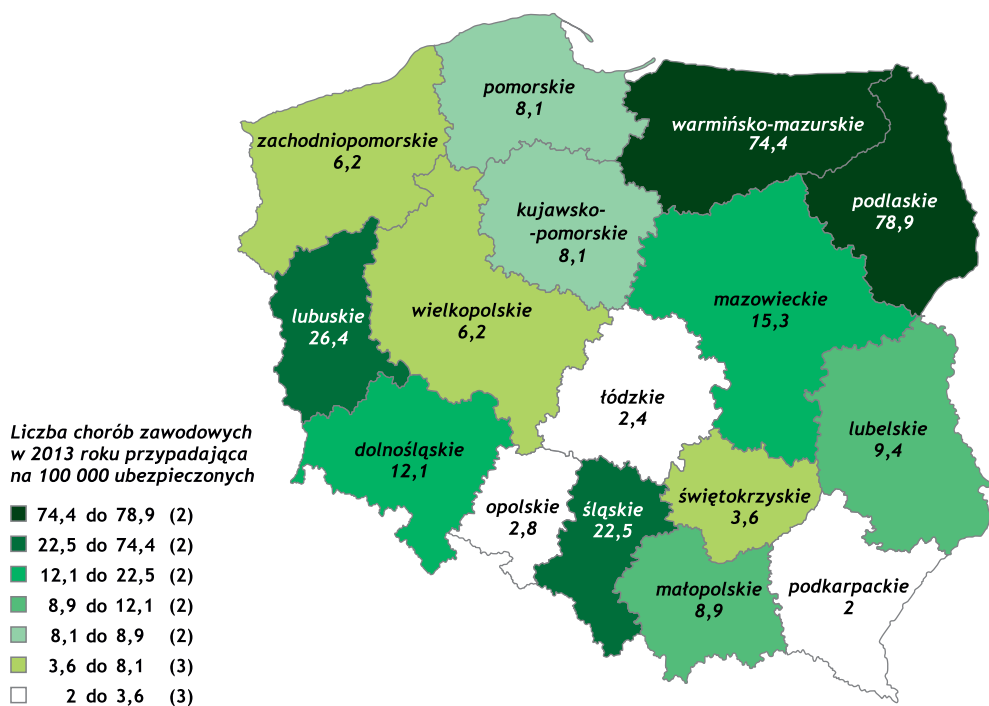 pomorskie
8,1
warmińsko-mazurskie
74,4
zachodniopomorskie
6,2
podlaskie
78,9
kujawsko-
-pomorskie
8,1
mazowieckie
15,3
lubuskie
26,4
wielkopolskie
6,2
łódzkie
2,4
lubelskie
9,4
dolnośląskie
12,1
opolskie
2,8
śląskie
22,5
świętokrzyskie
3,6
małopolskie
8,9
podkarpackie
2
Liczba chorób zawodowych
w 2013 roku przypadająca
na 100 000 ubezpieczonych
74,4 do 78,9 (2)
22,5 do 74,4 (2)
12,1 do 22,5 (2)
8,9 do 12,1 (2)
8,1 do 8,9 (2)
3,6 do 8,1 (3)
2 do 3,6 (3)